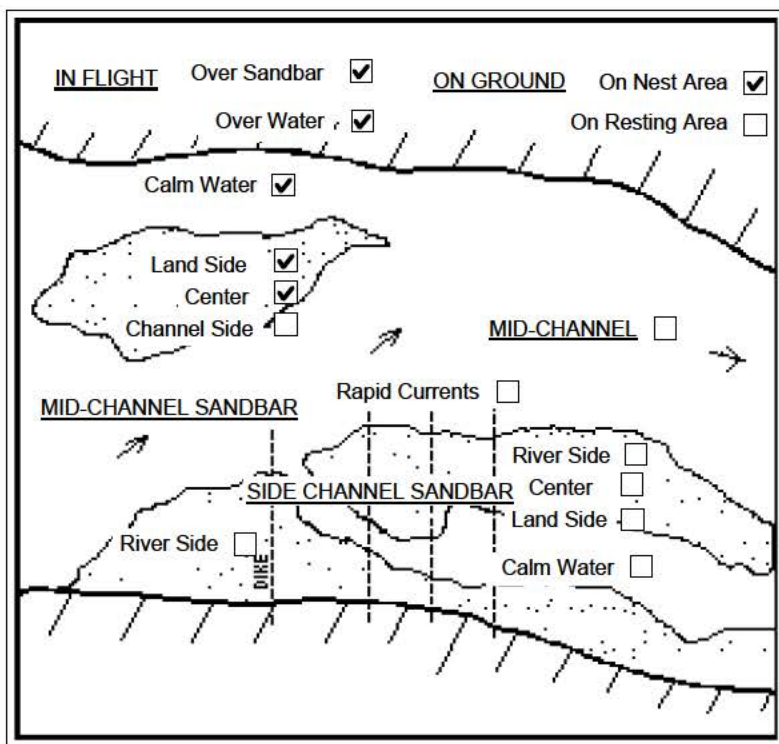 IN FLIGHT Over Sandbar ON GROUND On Nest Area
Over Water On Resting Area
Calm Water
Land Side
Center
Channel Side
MID-CHANNEL
Rapid Currents
MID-CHANNEL SANDBAR
River Side
SIDE CHANNEL SANDBAR Center
Land Side
River Side
Calm Water
DIKE